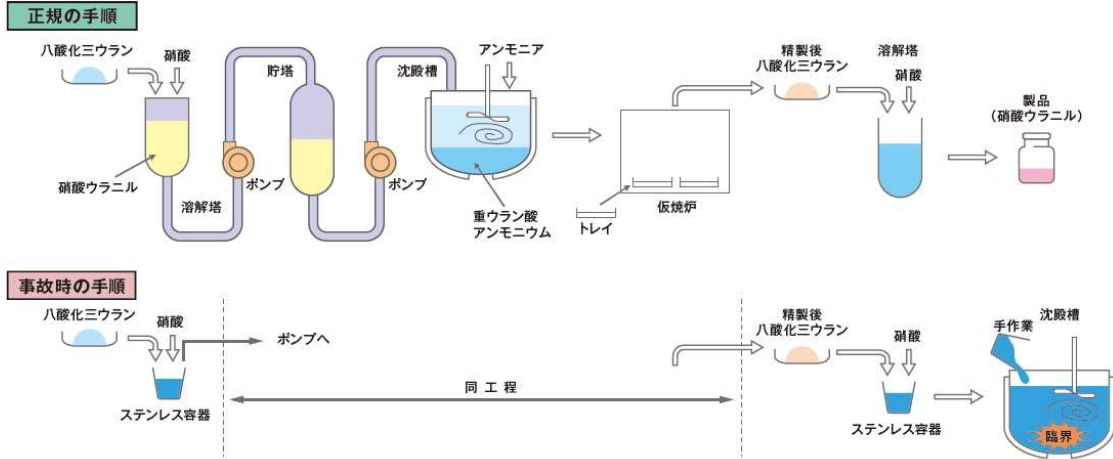 正規の手順
八酸化三ウラン
硝酸
貯塔
沈殿槽
アンモニア
精製後
八酸化三ウラン
溶解塔
硝酸
製品
(硝酸ウラニル)
硝酸ウラニル
溶解塔
ポンプ
ポンプ
重ウラン酸
アンモニウム
トレイ
仮焼炉
事故時の手順
八酸化三ウラン
硝酸
ポンプへ
ステンレス容器
同工程
精製後
八酸化三ウラン
硝酸
ステンレス容器
手作業
沈殿槽
臨界